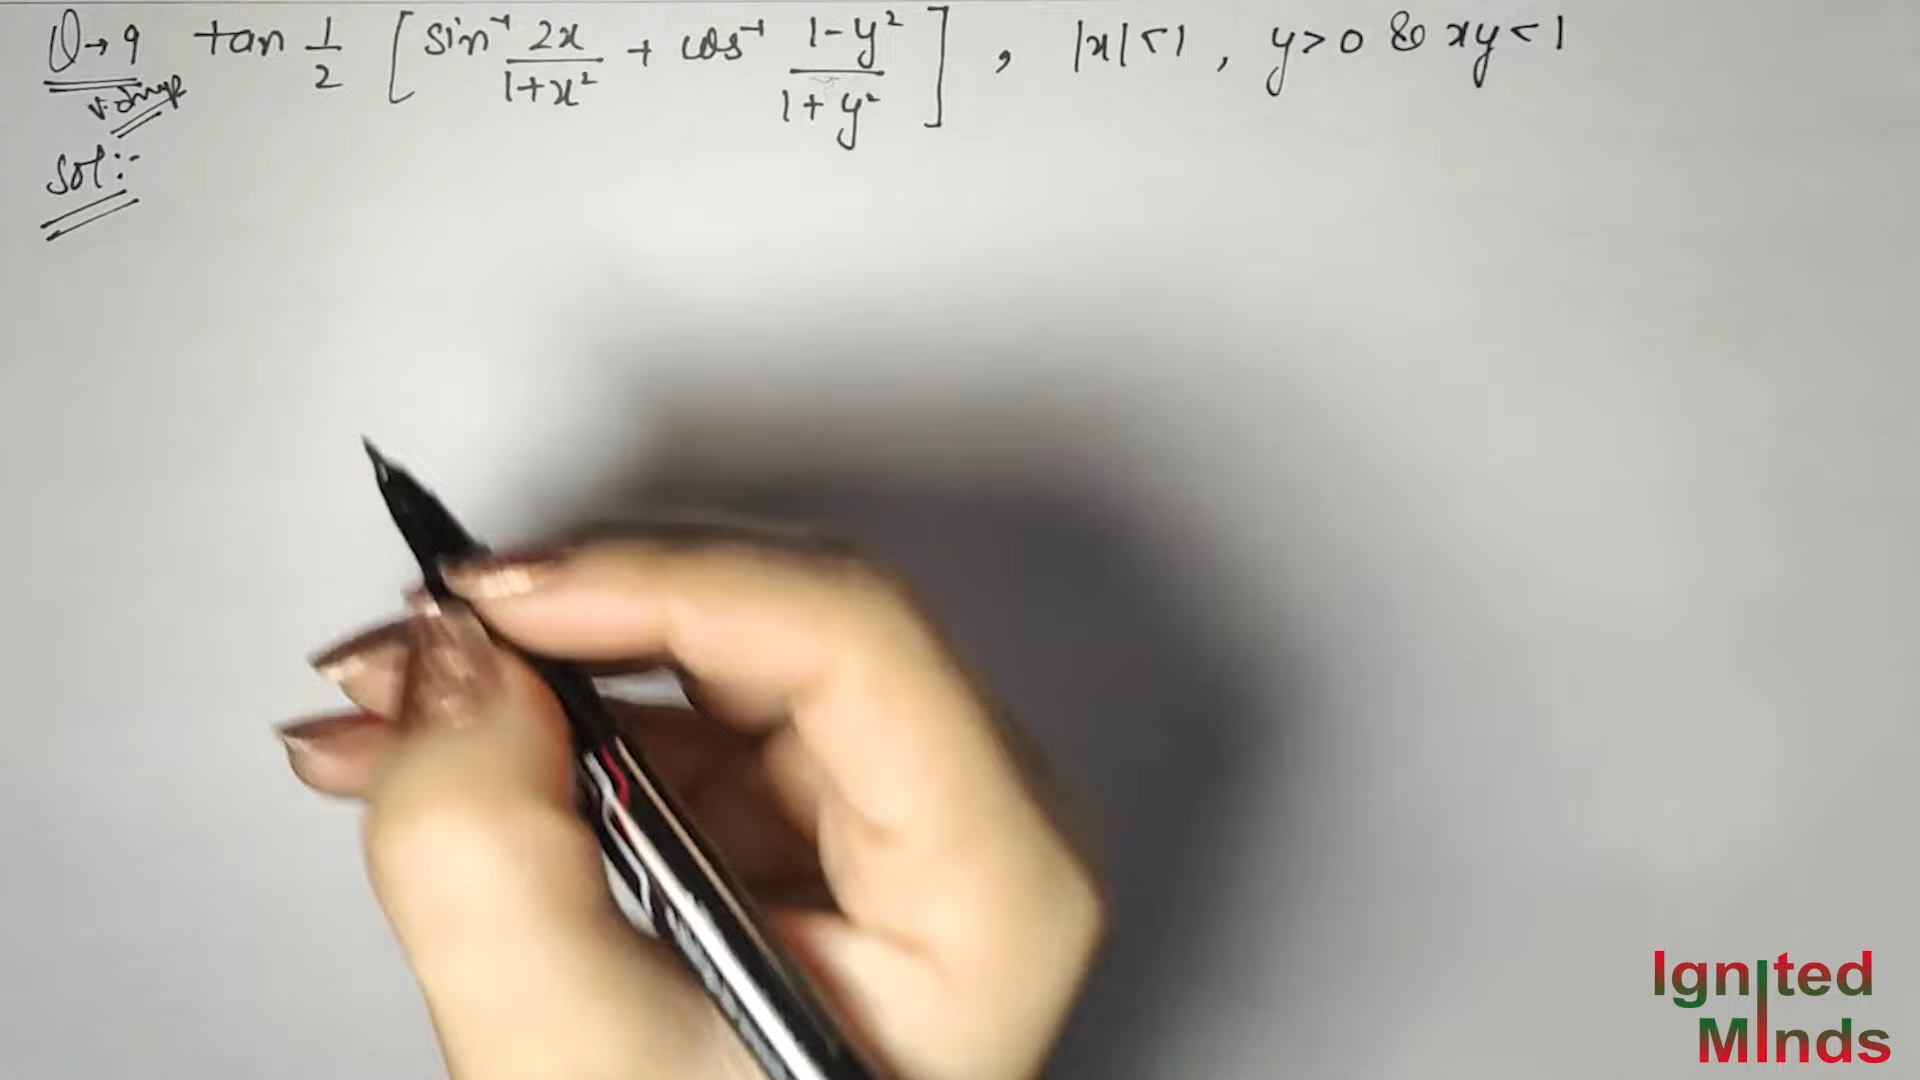 Q→9 tan 1/2 [sin⁻¹ 2x/1+x² + cos⁻¹ 1-y²/1+y²], |x|<1, y>0 & xy<1
v.imp
Sol:-
Ignited
Minds